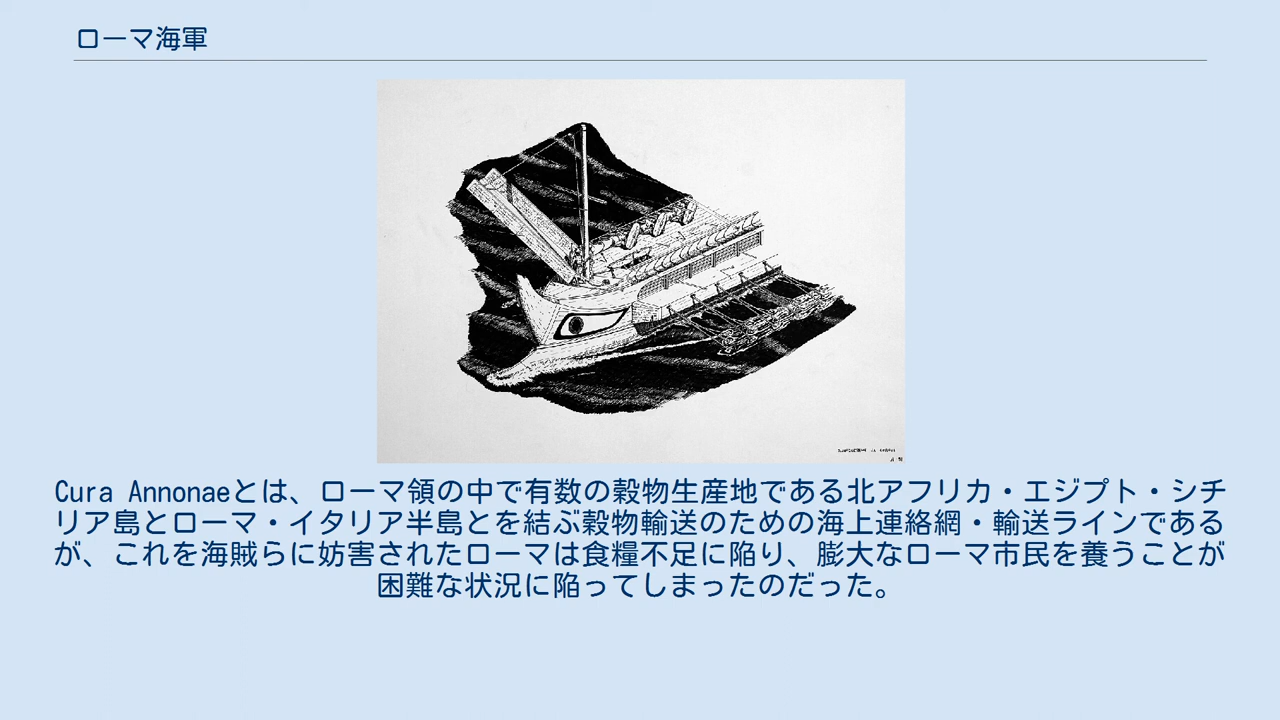 ローマ海軍
Cura Annonaeとは、ローマ領の中で有数の穀物生産地である北アフリカ・エジプト・シチ
リア島とローマ・イタリア半島とを結ぶ穀物輸送のための海上連絡網・輸送ラインである
が、これを海賊らに妨害されたローマは食糧不足に陥り、膨大なローマ市民を養うことが
困難な状況に陥ってしまったのだった。